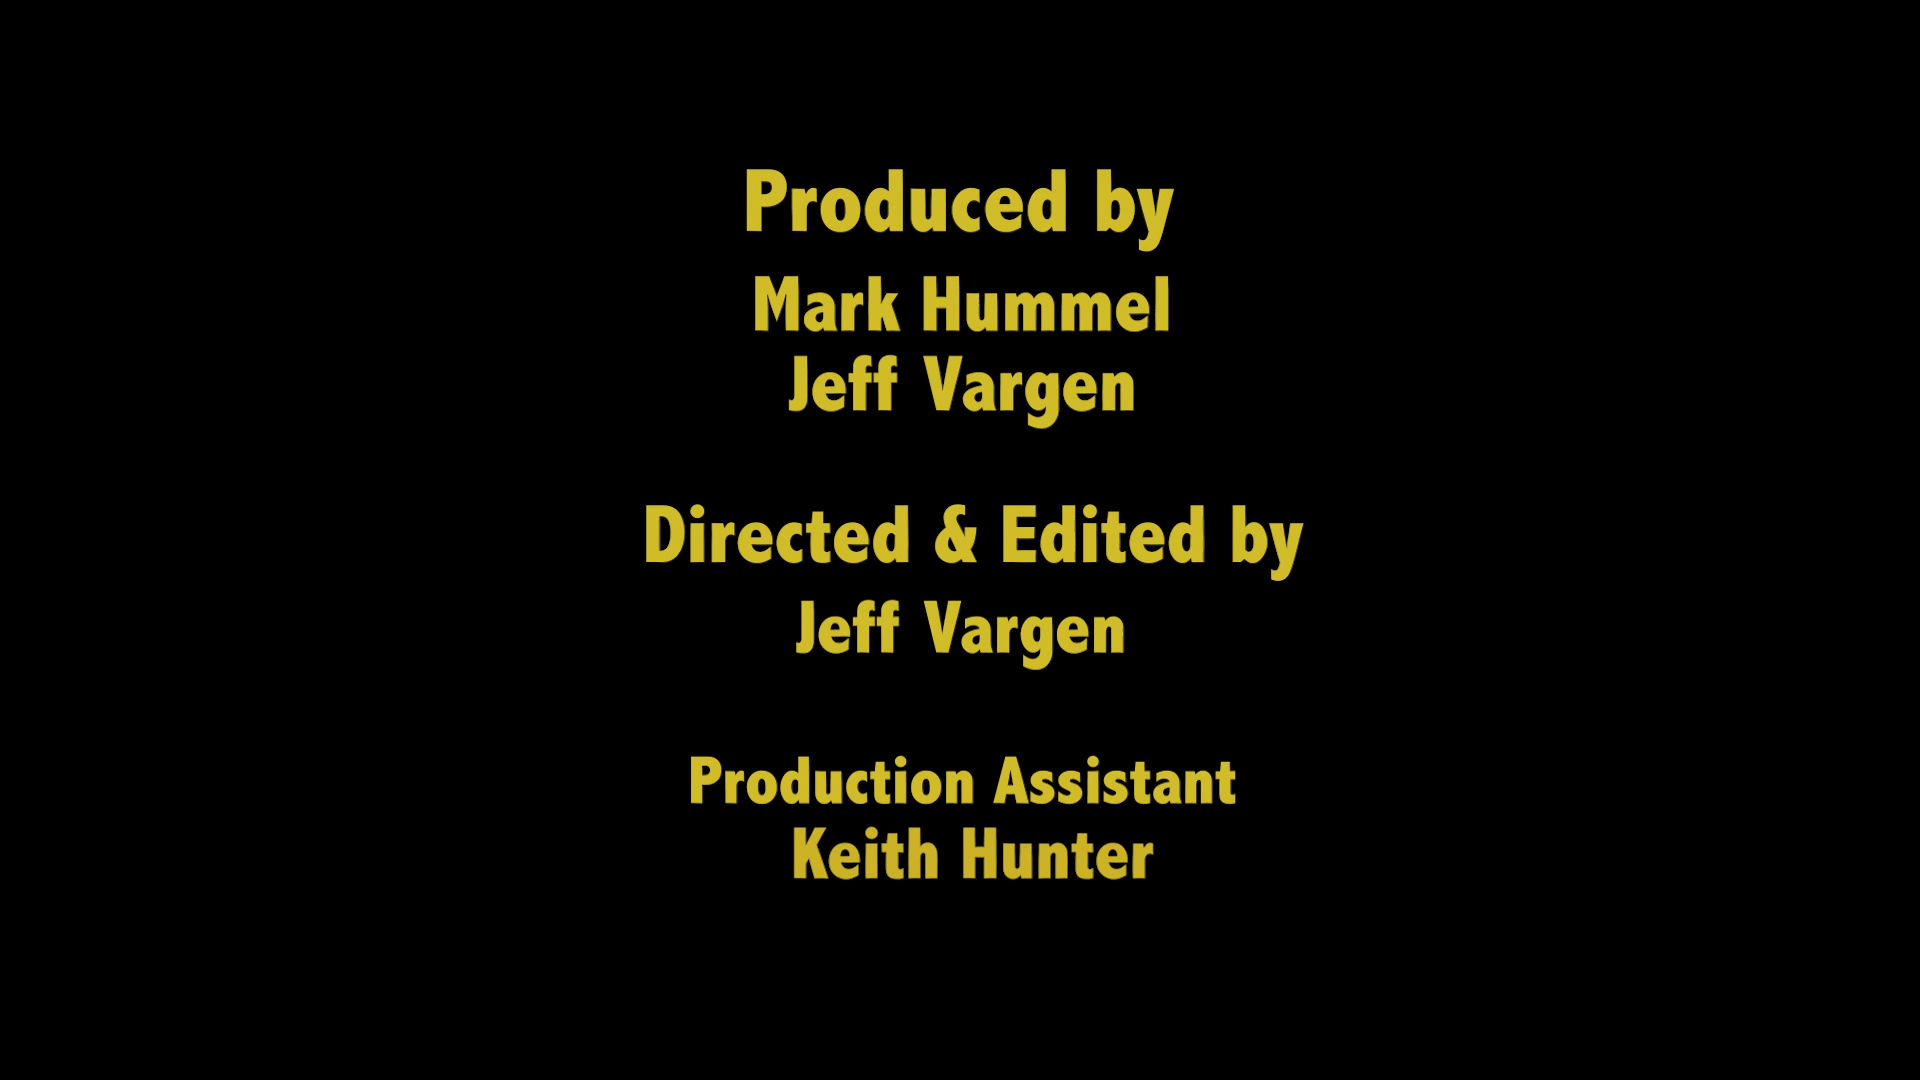 Produced by
Mark Hummel
Jeff Vargen
Directed & Edited by
Jeff Vargen
Production Assistant
Keith Hunter